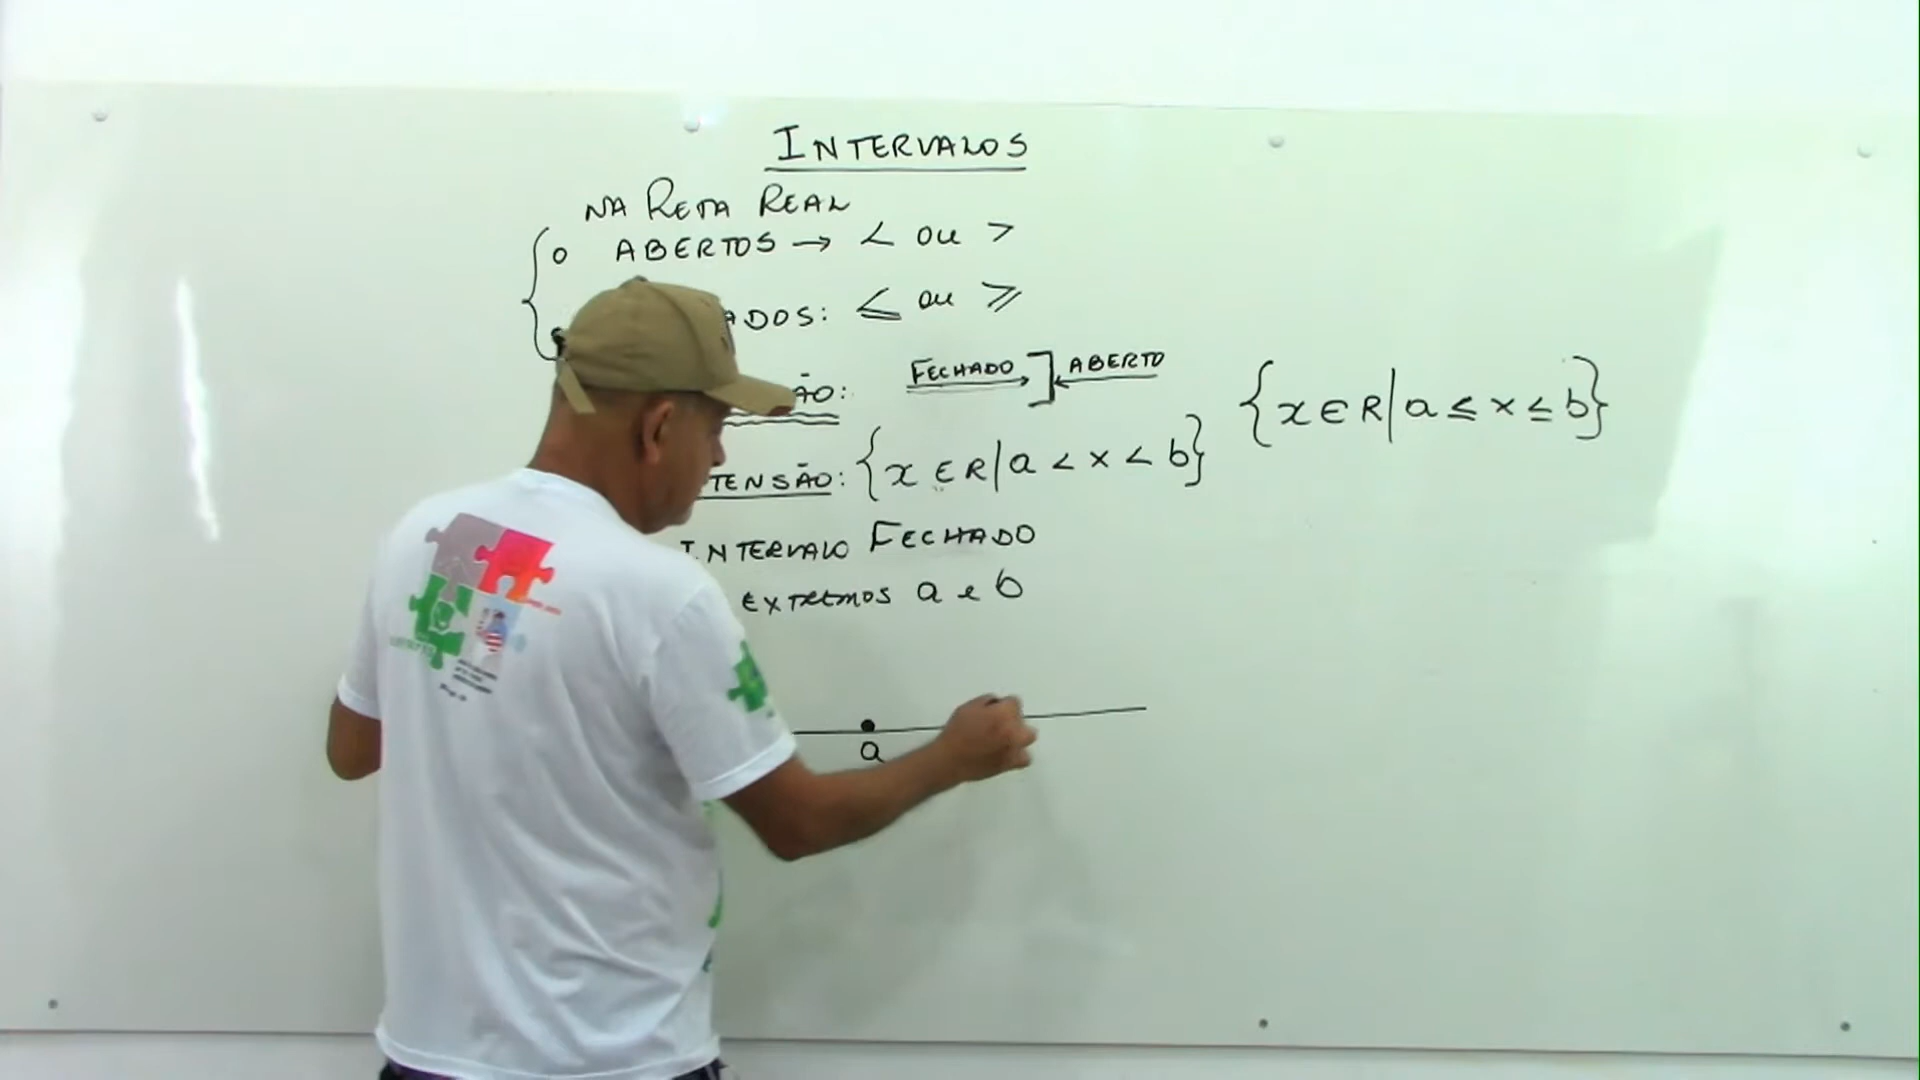 INTERVALOS
NA RETA REAL
ABERTOS → < ou >
ADOS: ≤ ou ≥
ÃO: FECHADO ] ABERTO
TENSÃO: {x ∈ R | a < x < b}
{x ∈ R | a ≤ x ≤ b}
INTERVALO FECHADO
EXTREMOS a e b
a